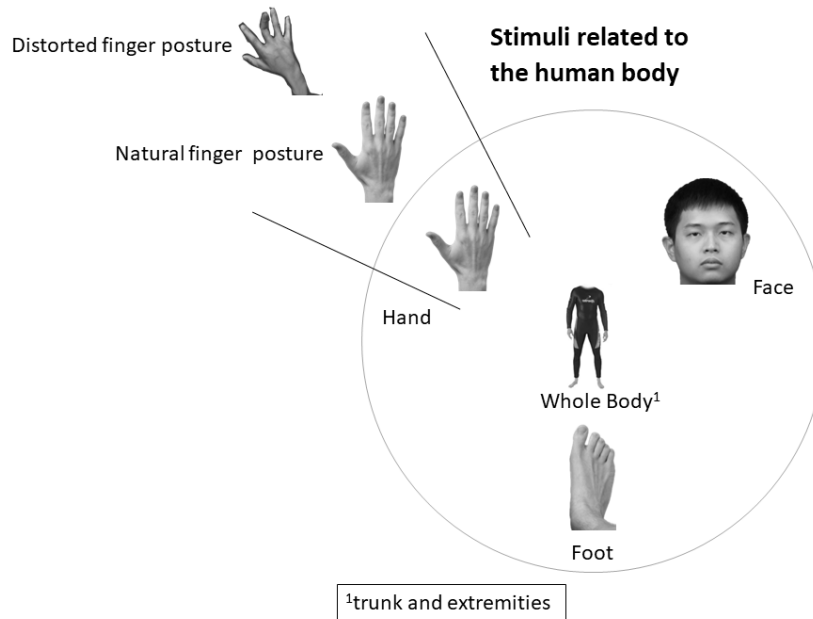 Distorted finger posture
Stimuli related to
the human body
Natural finger posture
Face
Hand
Whole Body¹
Foot
¹trunk and extremities